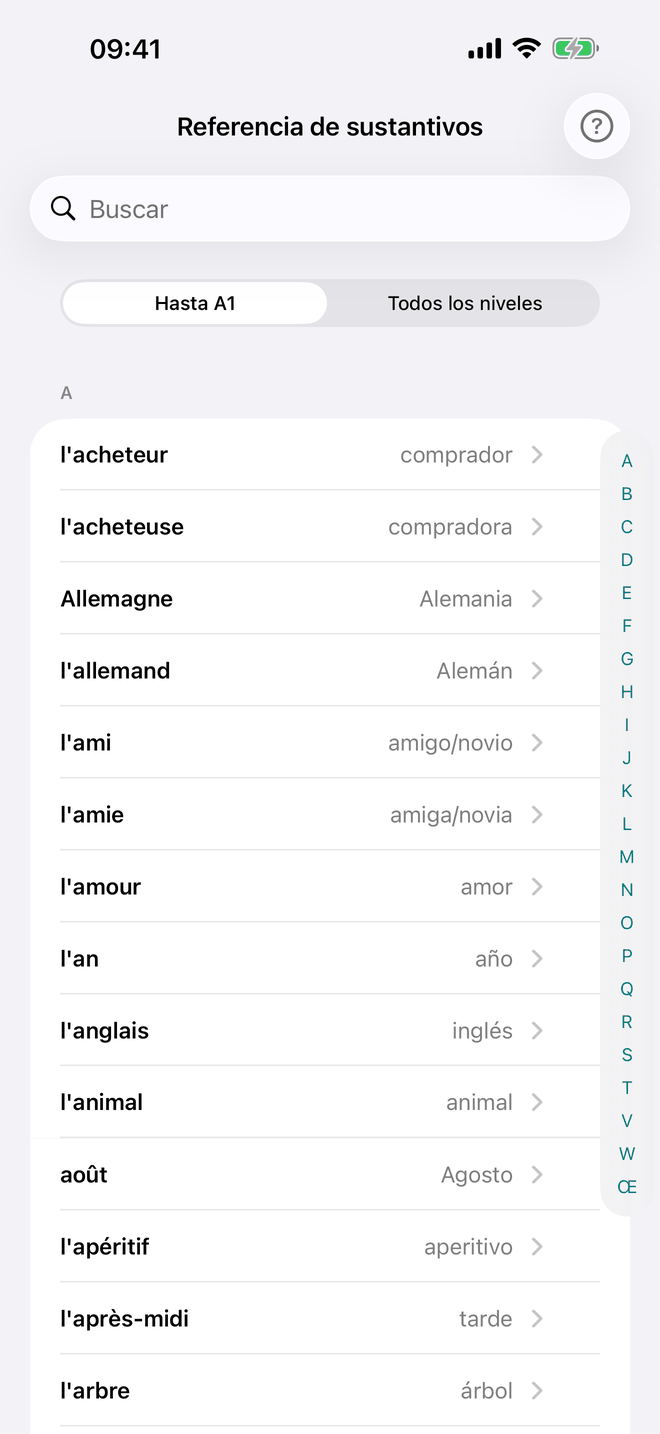 09:41
Referencia de sustantivos
?
Buscar
Hasta A1
Todos los niveles
A
l'acheteur comprador
l'acheteuse compradora
Allemagne Alemania
l'allemand Alemán
l'ami amigo/novio
l'amie amiga/novia
l'amour amor
l'an año
l'anglais inglés
l'animal animal
août Agosto
l'apéritif aperitivo
l'après-midi tarde
l'arbre árbol
A
B
C
D
E
F
G
H
I
J
K
L
M
N
O
P
Q
R
S
T
V
W
Œ